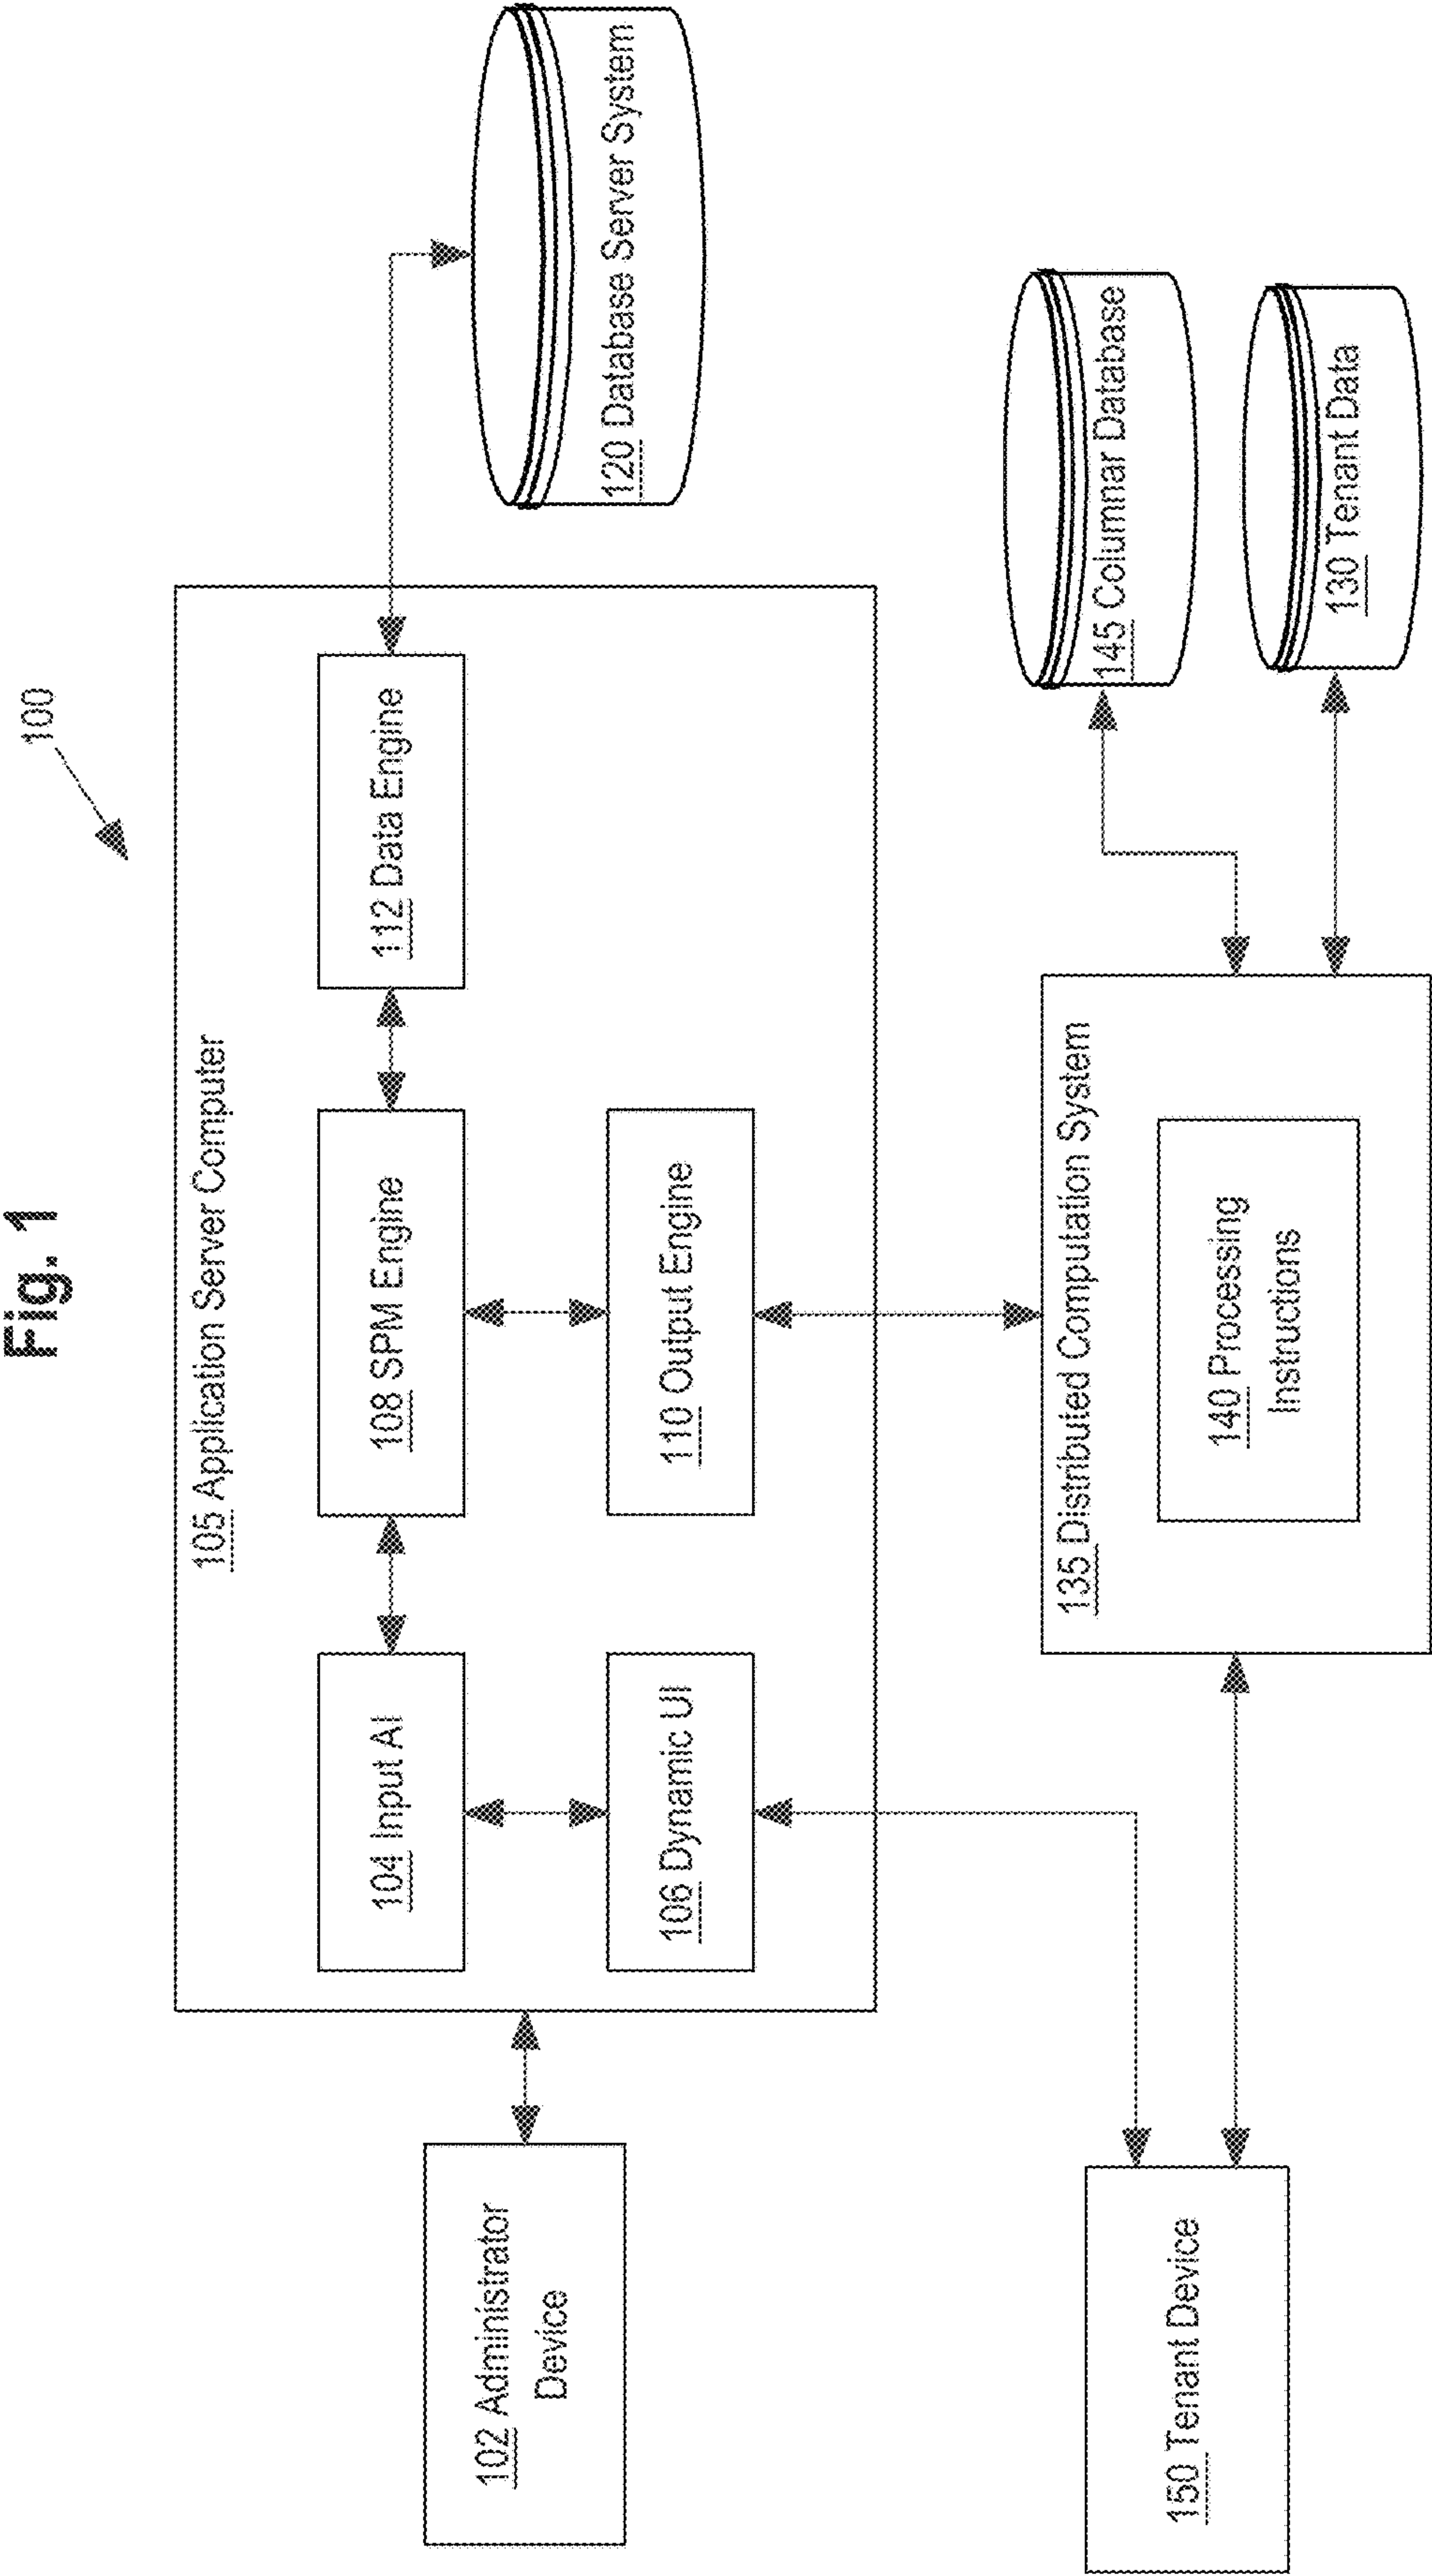 Fig. 1
100
105 Application Server Computer
104 Input AI
108 SPM Engine
112 Data Engine
102 Administrator
Device
106 Dynamic UI
110 Output Engine
120 Database Server System
135 Distributed Computation System
140 Processing
Instructions
145 Columnar Database
130 Tenant Data
150 Tenant Device